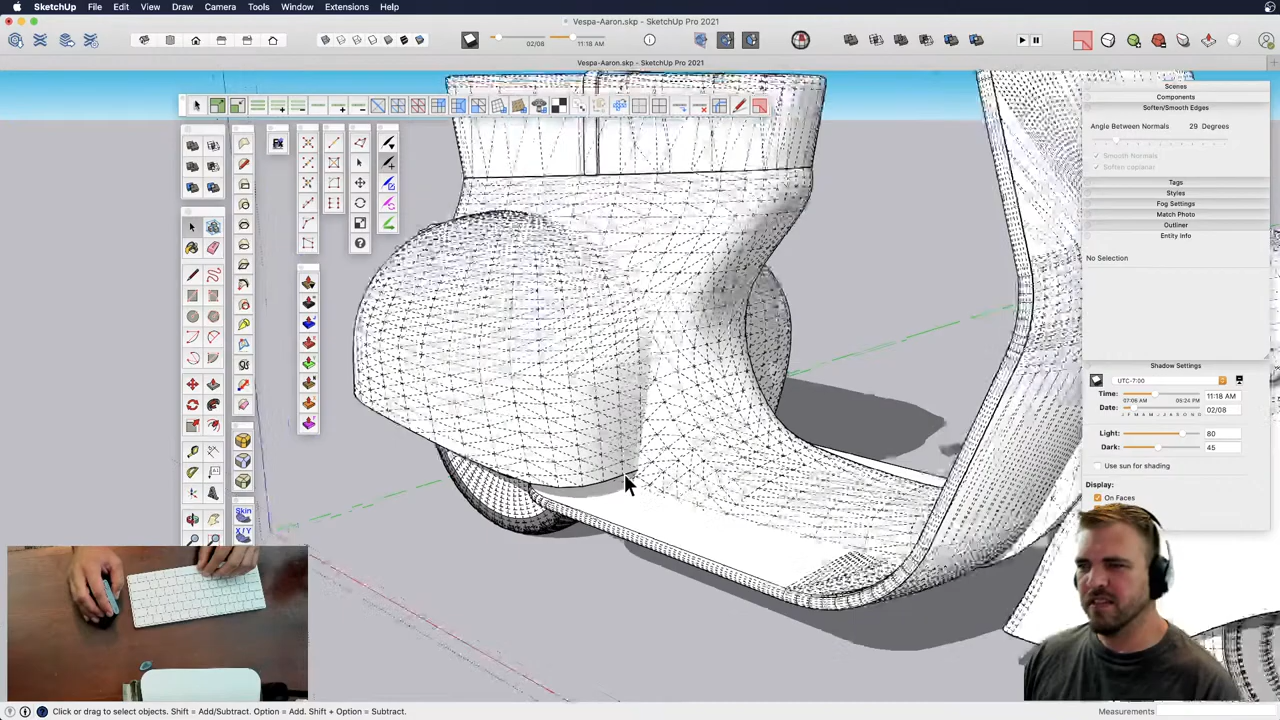 SketchUp File Edit View Draw Camera Tools Window Extensions Help
Vespa-Aaron.skp - SketchUp Pro 2021
02/08 11:18 AM
Vespa-Aaron.skp - SketchUp Pro 2021
Scenes
Components
Soften/Smooth Edges
Angle Between Normals 29 Degrees
Smooth Normals
Soften coplanar
Tags
Styles
Fog Settings
Match Photo
Outliner
Entity Info
No Selection
Shadow Settings
UTC-7:00
Time: 11:18 AM
07:06 AM 05:24 PM
Date: 02/08
J F M A M J J A S O N D
Light: 80
Dark: 45
Use sun for shading
Display:
On Faces
Skin
X/Y
Click or drag to select objects. Shift = Add/Subtract. Option = Add. Shift + Option = Subtract.
Measurements